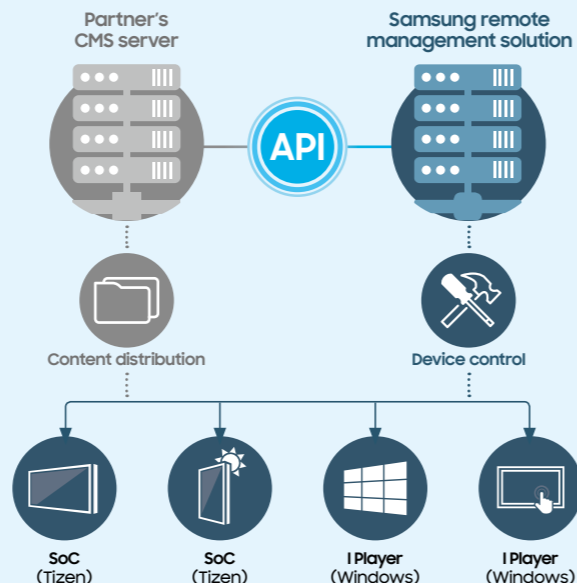 Partner's
CMS server
Samsung remote
management solution
API
Content distribution
Device control
SoC
(Tizen)
SoC
(Tizen)
I Player
(Windows)
I Player
(Windows)